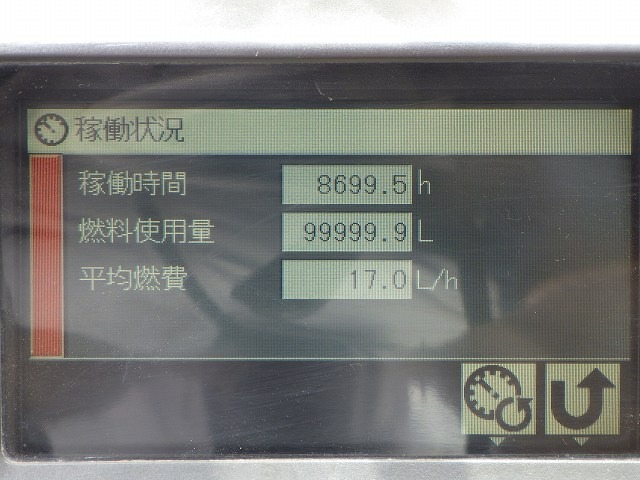 稼働状況
稼働時間 8699.5 h
燃料使用量 99999.9 L
平均燃費 17.0 L/h